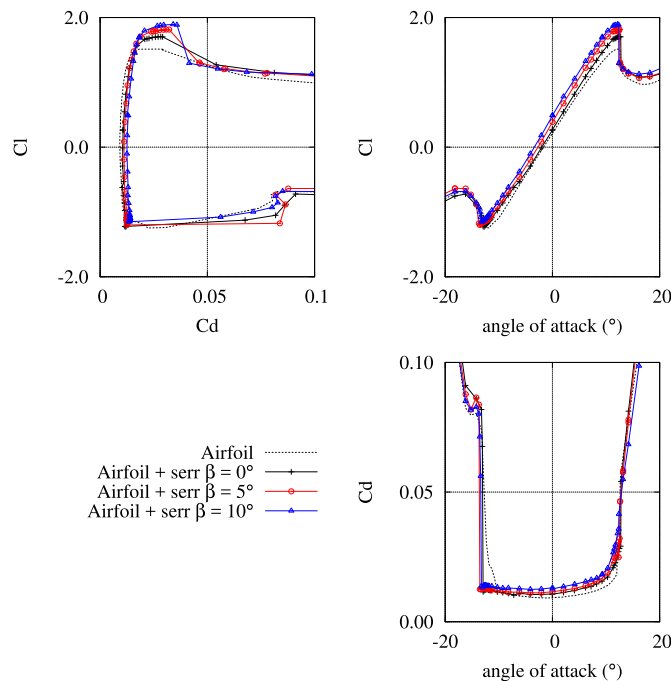 2.0
0.0
-2.0
Cl
0
0.05
0.1
Cd
2.0
0.0
-2.0
Cl
-20
0
20
angle of attack (°)
Airfoil
Airfoil + serr β = 0°
Airfoil + serr β = 5°
Airfoil + serr β = 10°
0.10
0.05
0.00
Cd
-20
0
20
angle of attack (°)